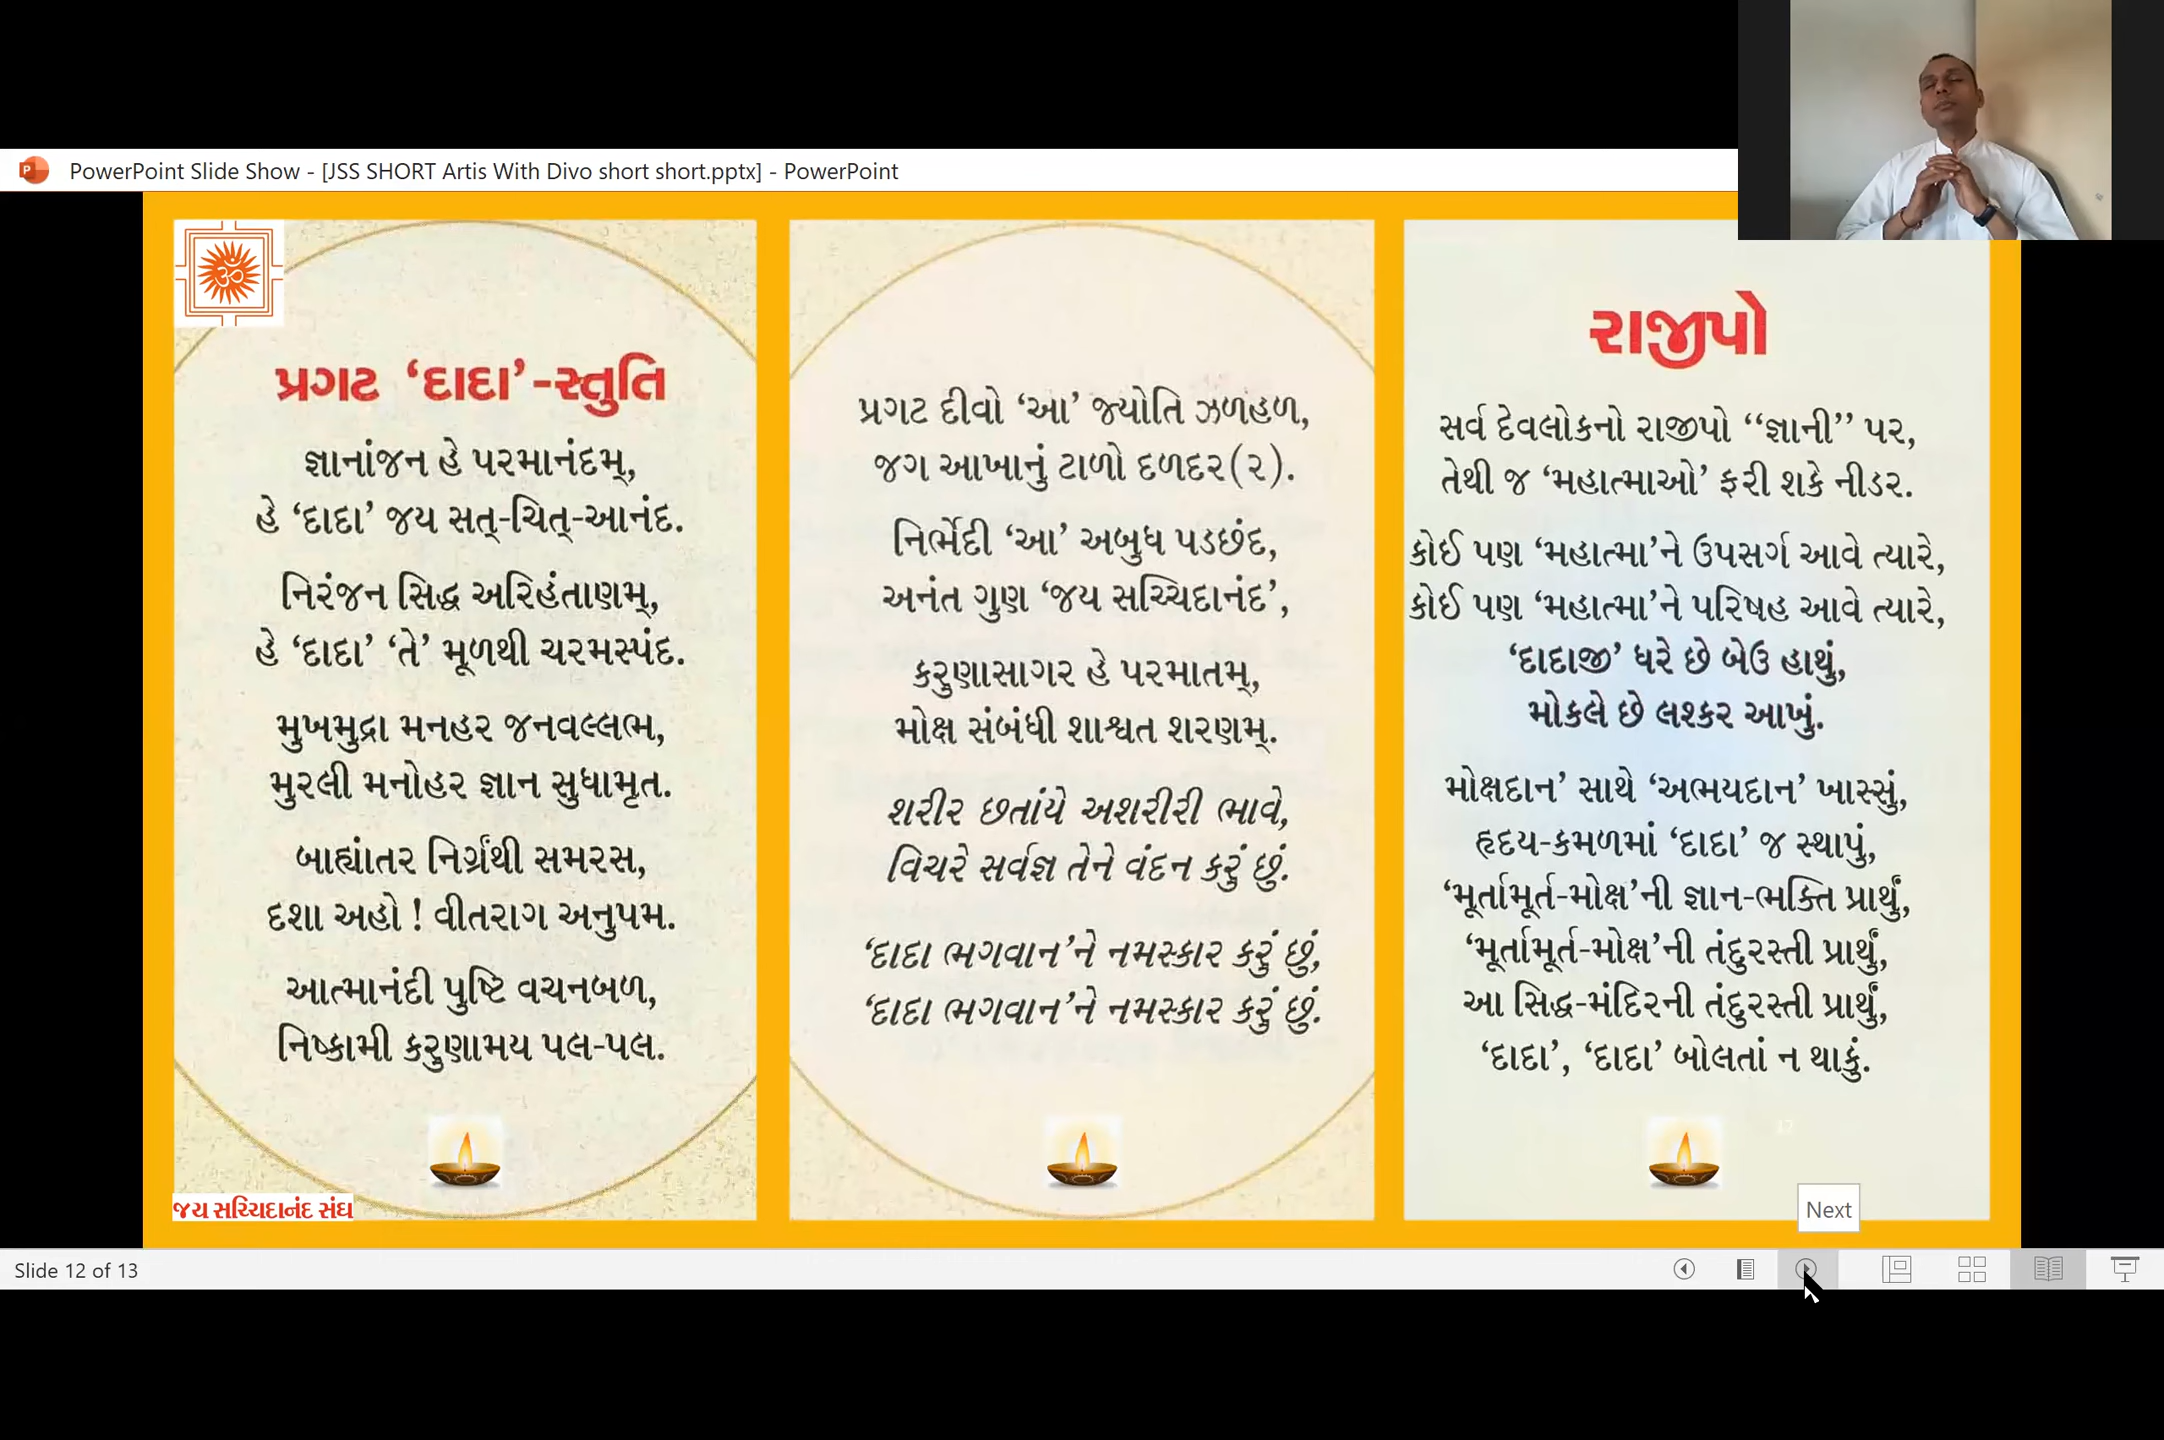 PowerPoint Slide Show - [JSS SHORT Artis With Divo short short.pptx] - PowerPoint
પ્રગટ ‘દાદા’-સ્તુતિ
જ્ઞાનાંજન હે પરમાનંદમ્,
હે ‘દાદા’ જય સત્-ચિત્-આનંદ.
નિરંજન સિદ્ધ અરિહંતાણમ્,
હે ‘દાદા’ ‘તે’ મૂળથી ચરમસ્પંદ.
મુખમુદ્રા મનહર જનવલ્લભ,
મુરલી મનોહર જ્ઞાન સુધામૃત.
બાહ્યાંતર નિર્ગ્રંથી સમરસ,
દશા અહો ! વીતરાગ અનુપમ.
આત્માનંદી પુષ્ટિ વચનબળ,
નિષ્કામી કરુણામય પલ-પલ.
જય સચ્ચિદાનંદ સંઘ
પ્રગટ દીવો ‘આ’ જ્યોતિ ઝળહળ,
જગ આખાનું ટાળો દળદર(૨).
નિર્ભેદી ‘આ’ અબુધ પડછંદ,
અનંત ગુણ ‘જય સચ્ચિદાનંદ’,
કરુણાસાગર હે પરમાતમ્,
મોક્ષ સંબંધી શાશ્વત શરણમ્.
શરીર છતાંયે અશરીરી ભાવે,
વિચરે સર્વજ્ઞ તેને વંદન કરું છું.
‘દાદા ભગવાન’ને નમસ્કાર કરું છું,
‘દાદા ભગવાન’ને નમસ્કાર કરું છું.
રાજીપો
સર્વ દેવલોકનો રાજીપો “જ્ઞાની” પર,
તેથી જ ‘મહાત્માઓ’ ફરી શકે નીડર.
કોઈ પણ ‘મહાત્મા’ને ઉપસર્ગ આવે ત્યારે,
કોઈ પણ ‘મહાત્મા’ને પરિષહ આવે ત્યારે,
‘દાદાજી’ ધરે છે બેઉ હાથું,
મોકલે છે લશ્કર આખું.
મોક્ષદાન’ સાથે ‘અભયદાન’ ખાસ્સું,
હૃદય-કમળમાં ‘દાદા’ જ સ્થાપું,
‘મૂર્તામૂર્ત-મોક્ષ’ની જ્ઞાન-ભક્તિ પ્રાર્થું,
‘મૂર્તામૂર્ત-મોક્ષ’ની તંદુરસ્તી પ્રાર્થું,
આ સિદ્ધ-મંદિરની તંદુરસ્તી પ્રાર્થું,
‘દાદા’, ‘દાદા’ બોલતાં ન થાકું.
Next
Slide 12 of 13